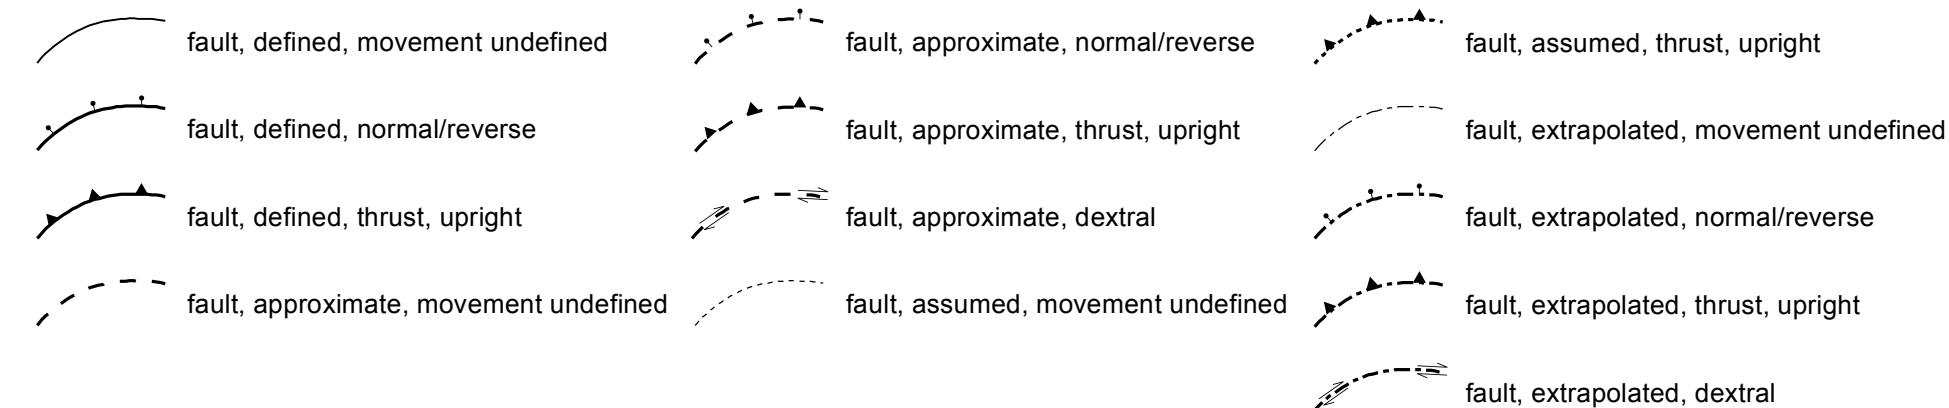 fault, defined, movement undefined
fault, defined, normal/reverse
fault, defined, thrust, upright
fault, approximate, movement undefined
fault, approximate, normal/reverse
fault, approximate, thrust, upright
fault, approximate, dextral
fault, assumed, movement undefined
fault, assumed, thrust, upright
fault, extrapolated, movement undefined
fault, extrapolated, normal/reverse
fault, extrapolated, thrust, upright
fault, extrapolated, dextral